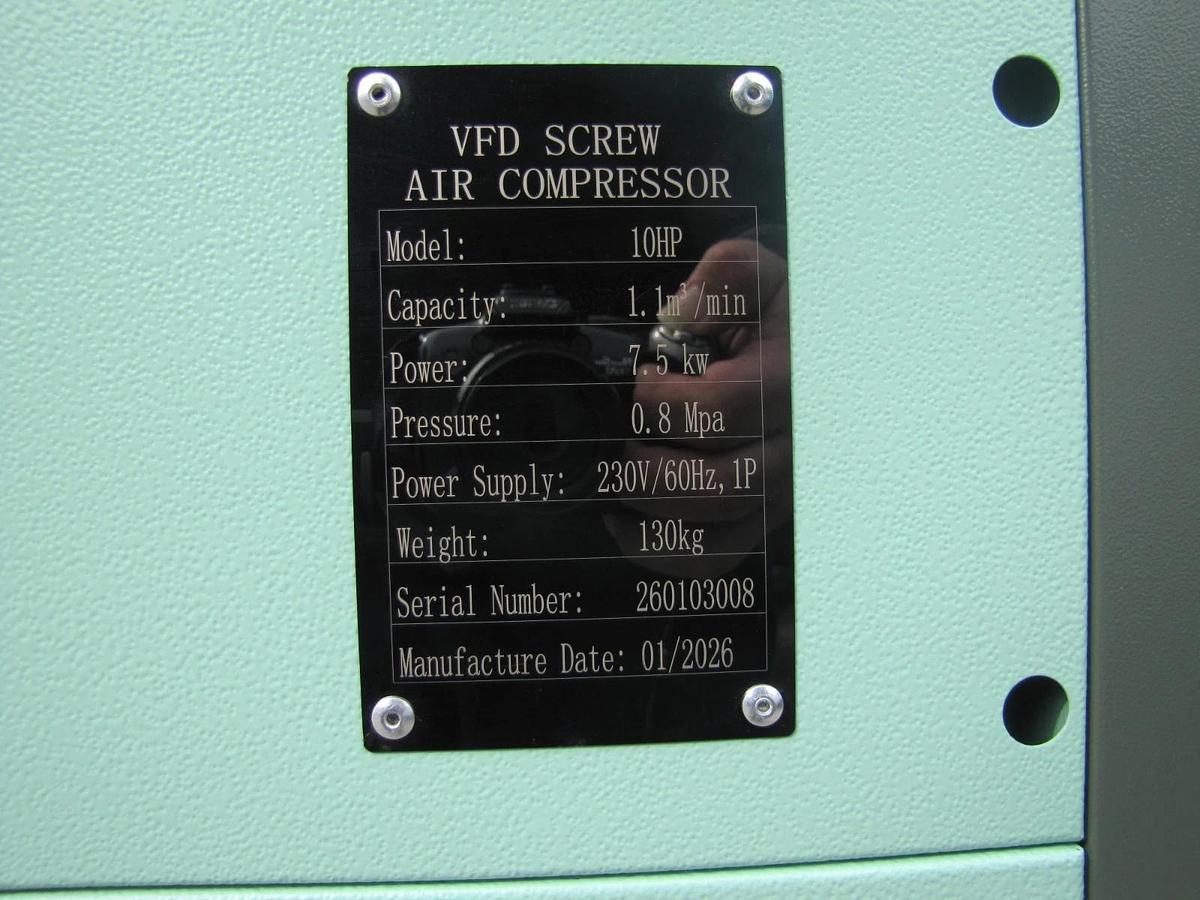 VFD SCREW
AIR COMPRESSOR
Model: 10HP
Capacity: 1.1m³/min
Power: 7.5 kw
Pressure: 0.8 Mpa
Power Supply: 230V/60Hz,1P
Weight: 130kg
Serial Number: 260103008
Manufacture Date: 01/2026